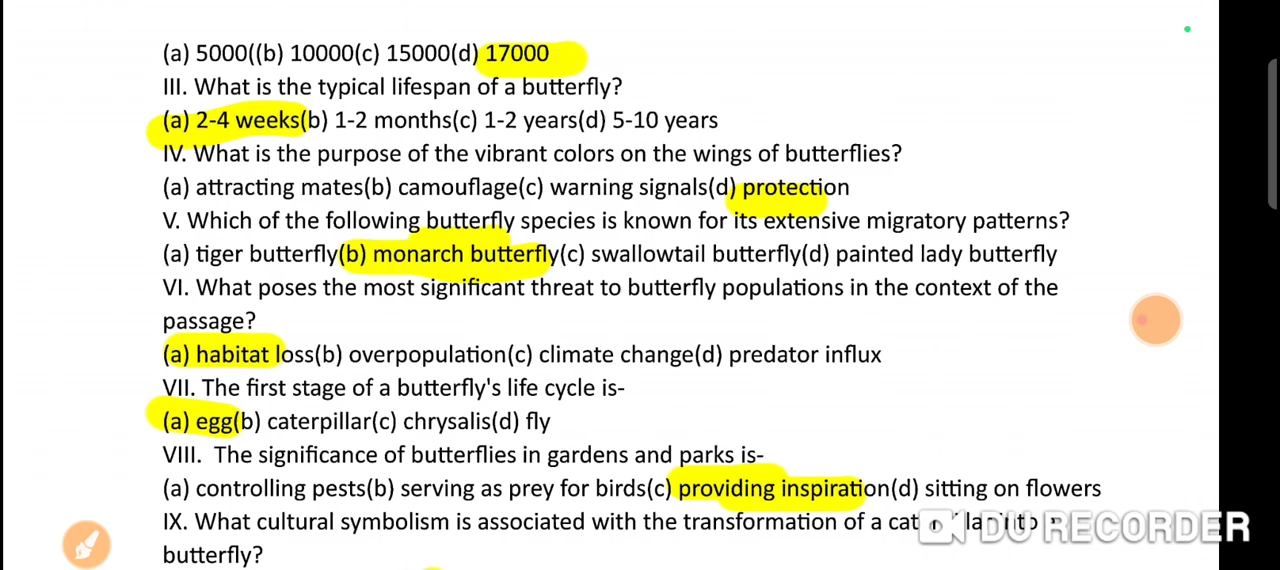 (a) 5000((b) 10000(c) 15000(d) 17000
III. What is the typical lifespan of a butterfly?
(a) 2-4 weeks(b) 1-2 months(c) 1-2 years(d) 5-10 years
IV. What is the purpose of the vibrant colors on the wings of butterflies?
(a) attracting mates(b) camouflage(c) warning signals(d) protection
V. Which of the following butterfly species is known for its extensive migratory patterns?
(a) tiger butterfly(b) monarch butterfly(c) swallowtail butterfly(d) painted lady butterfly
VI. What poses the most significant threat to butterfly populations in the context of the
passage?
(a) habitat loss(b) overpopulation(c) climate change(d) predator influx
VII. The first stage of a butterfly's life cycle is-
(a) egg(b) caterpillar(c) chrysalis(d) fly
VIII. The significance of butterflies in gardens and parks is-
(a) controlling pests(b) serving as prey for birds(c) providing inspiration(d) sitting on flowers
IX. What cultural symbolism is associated with the transformation of a
butterfly?
DU RECORDER